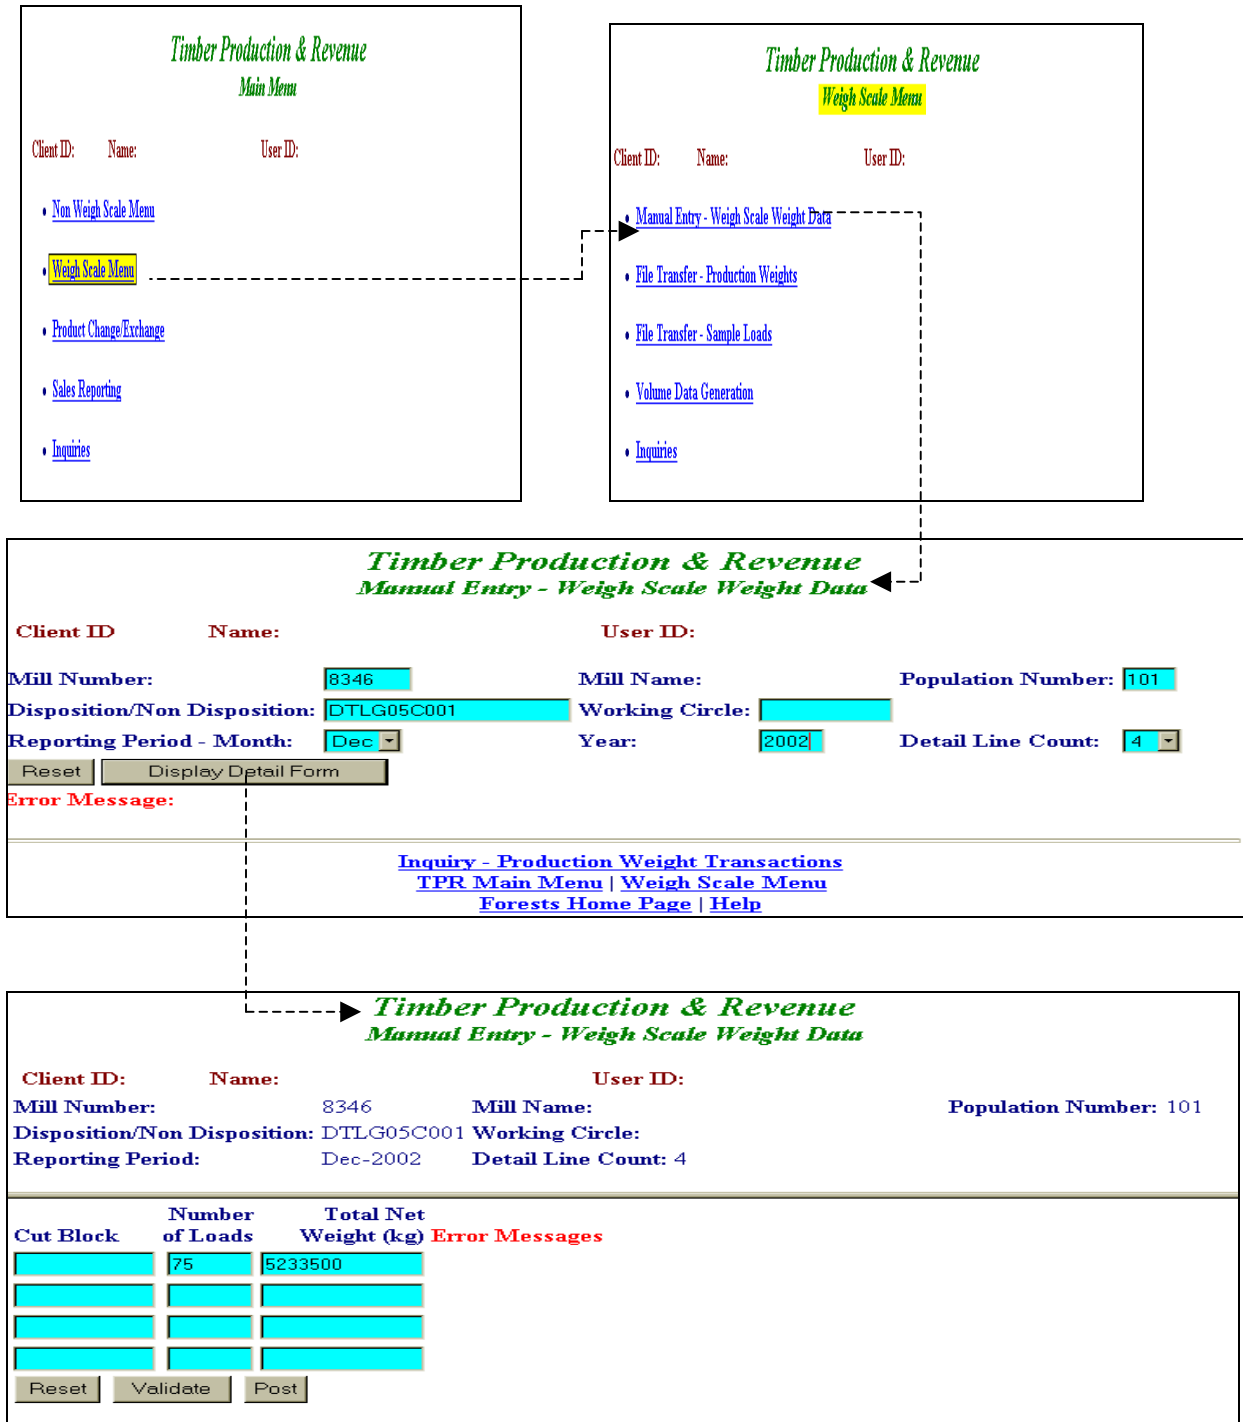 Timber Production & Revenue
Main Menu
Client ID: Name: User ID:
• Non Weigh Scale Menu
• Weigh Scale Menu
• Product Change/Exchange
• Sales Reporting
• Inquiries
Timber Production & Revenue
Weigh Scale Menu
Client ID: Name: User ID:
• Manual Entry - Weigh Scale Weight Data
• File Transfer - Production Weights
• File Transfer - Sample Loads
• Volume Data Generation
• Inquiries
Timber Production & Revenue
Manual Entry - Weigh Scale Weight Data
Client ID Name: User ID:
Mill Number: 8346 Mill Name: Population Number: 101
Disposition/Non Disposition: DTLG05C001 Working Circle:
Reporting Period - Month: Dec Year: 2002 Detail Line Count: 4
Reset Display Detail Form
Error Message:
Inquiry - Production Weight Transactions
TPR Main Menu | Weigh Scale Menu
Forests Home Page | Help
Timber Production & Revenue
Manual Entry - Weigh Scale Weight Data
Client ID: Name: User ID:
Mill Number: 8346 Mill Name: Population Number: 101
Disposition/Non Disposition: DTLG05C001 Working Circle:
Reporting Period: Dec-2002 Detail Line Count: 4
Number Total Net
Cut Block of Loads Weight (kg) Error Messages
75 5233500
Reset Validate Post